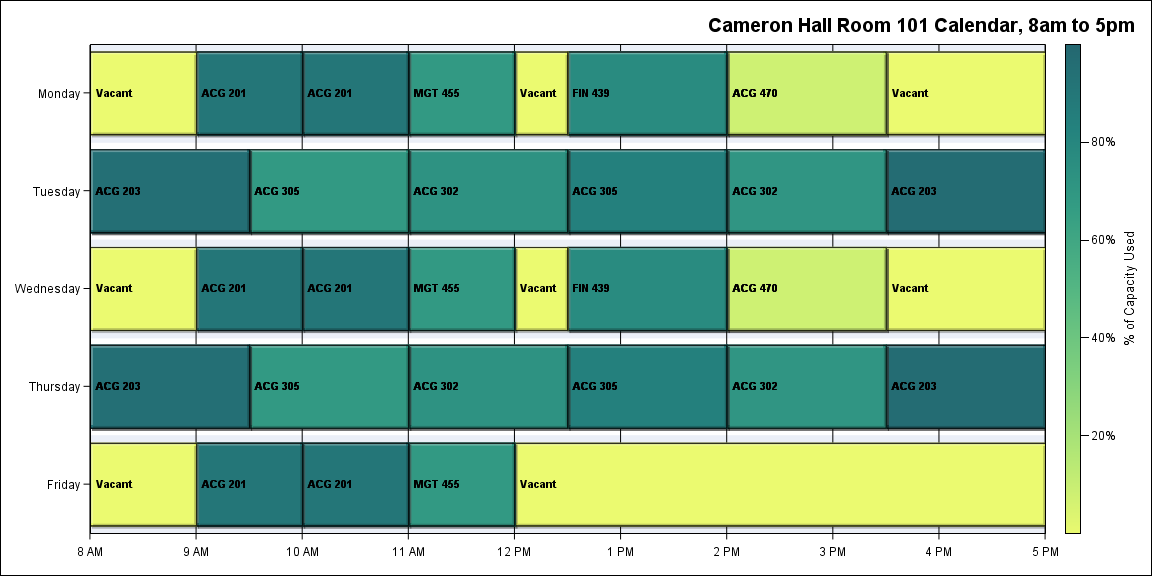 Cameron Hall Room 101 Calendar, 8am to 5pm
Monday Vacant ACG 201 ACG 201 MGT 455 Vacant FIN 439 ACG 470 Vacant
80%
Tuesday ACG 203 ACG 305 ACG 302 ACG 305 ACG 302 ACG 203
60%
% of Capacity Used
Wednesday Vacant ACG 201 ACG 201 MGT 455 Vacant FIN 439 ACG 470 Vacant
40%
Thursday ACG 203 ACG 305 ACG 302 ACG 305 ACG 302 ACG 203
20%
Friday Vacant ACG 201 ACG 201 MGT 455 Vacant
8 AM 9 AM 10 AM 11 AM 12 PM 1 PM 2 PM 3 PM 4 PM 5 PM